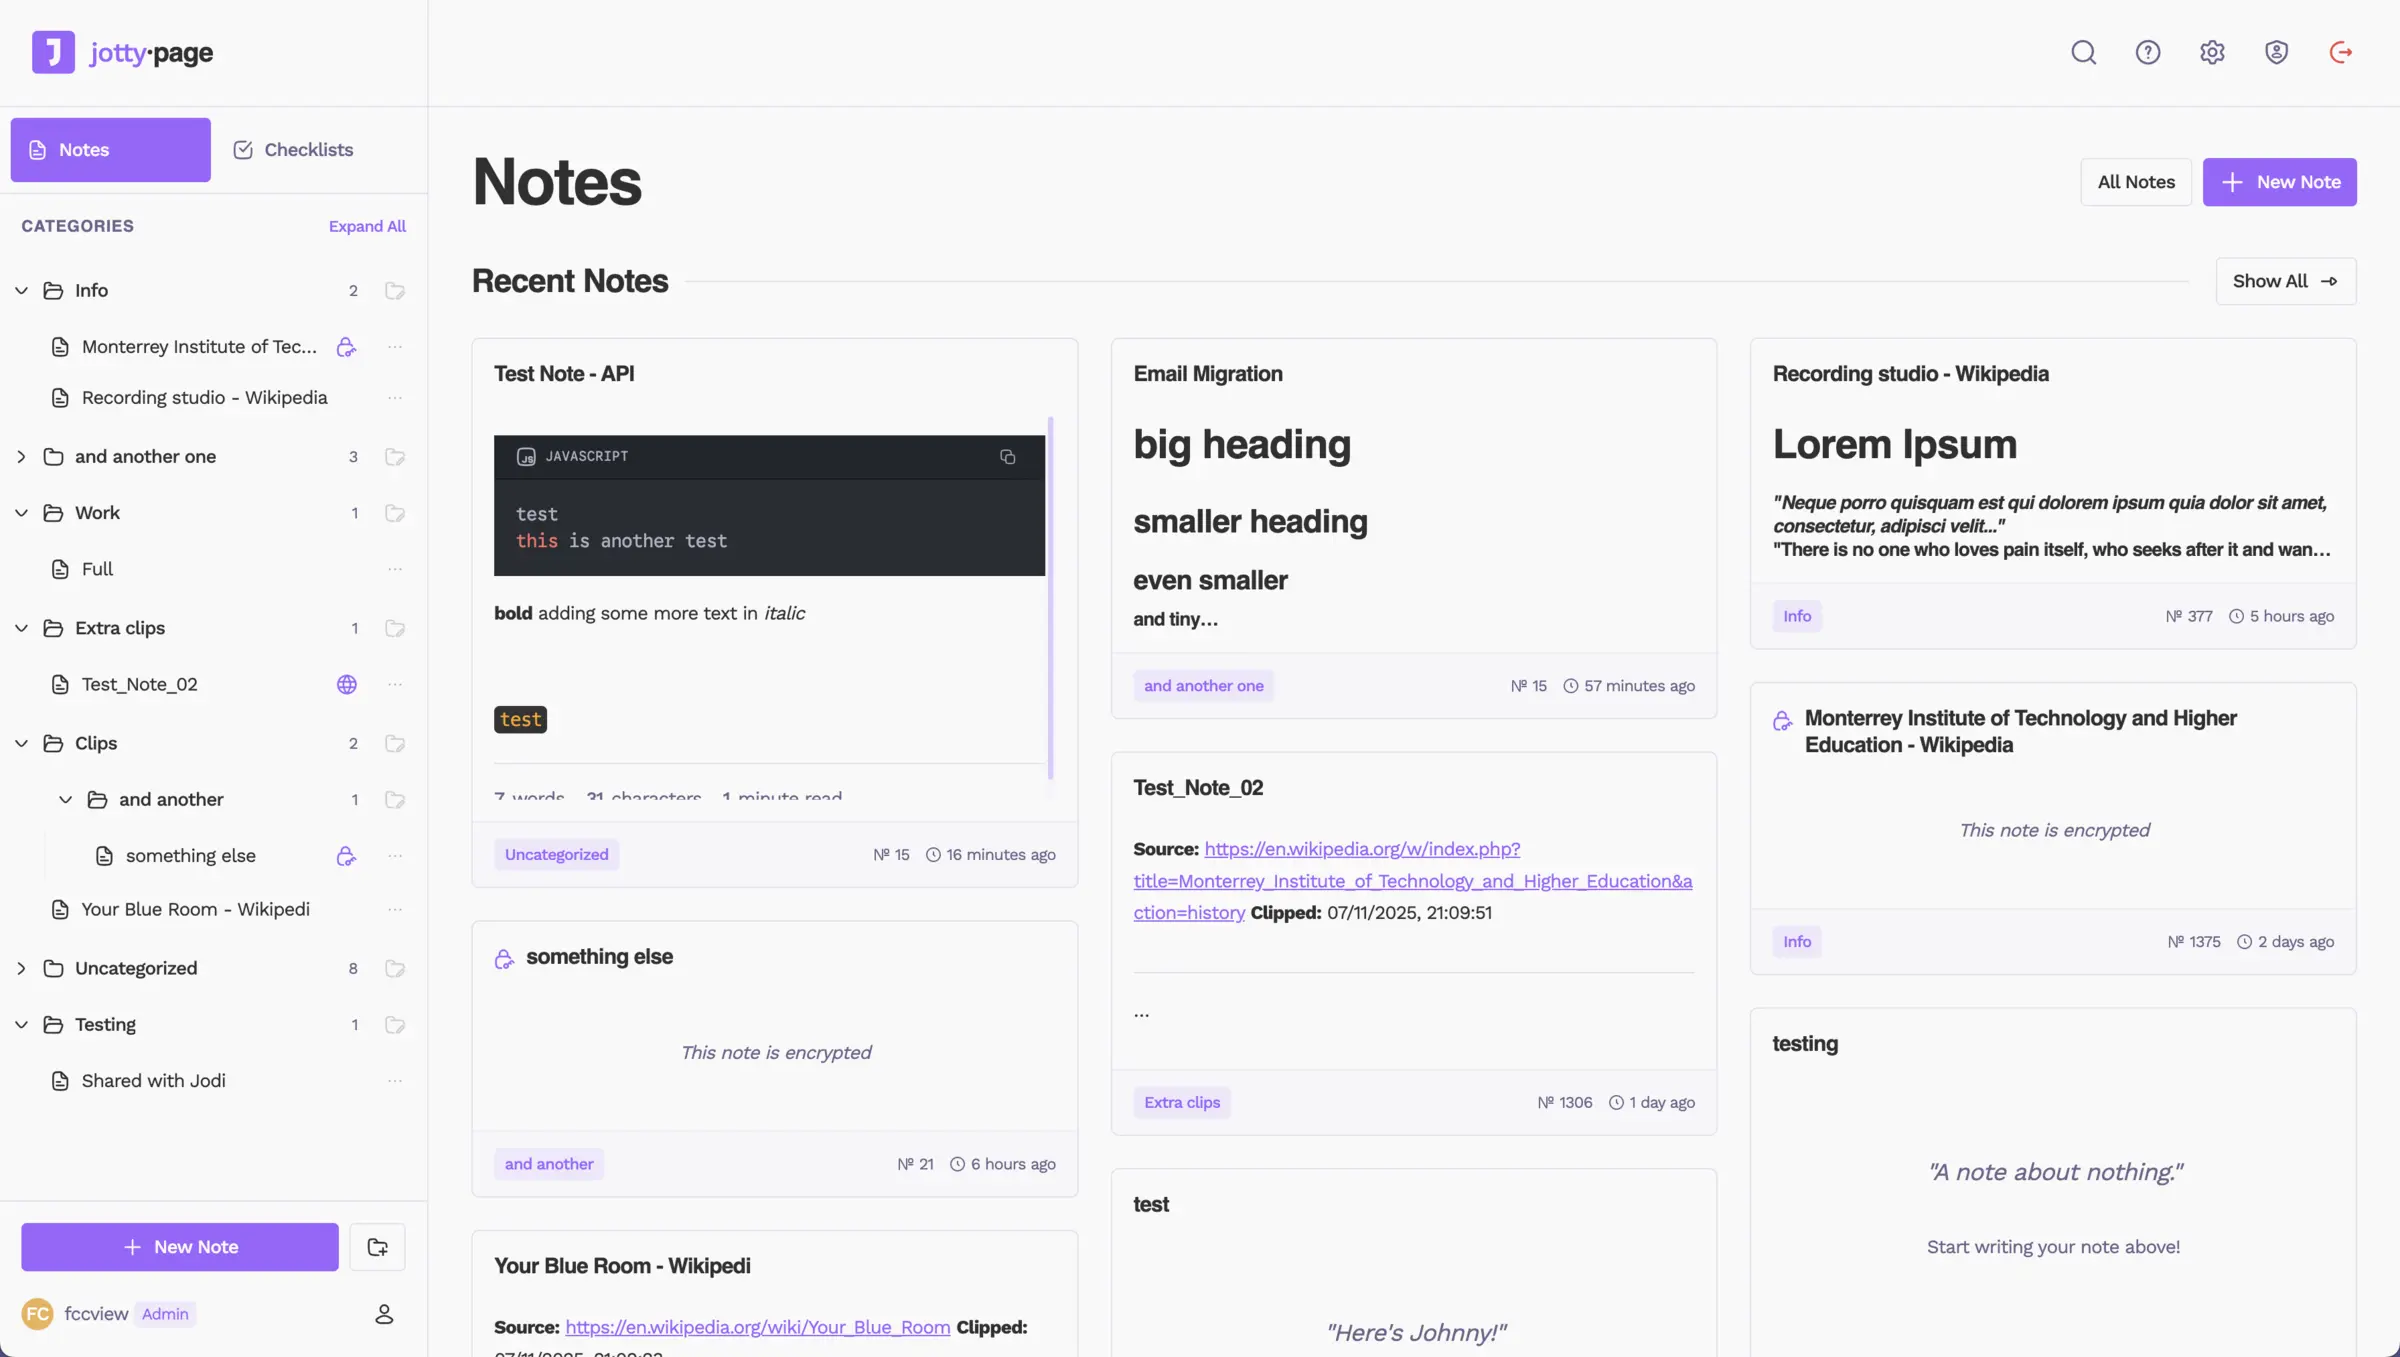 jotty·page
Notes
Checklists
CATEGORIES
Expand All
Info
2
Monterrey Institute of Tec...
Recording studio - Wikipedia
and another one
3
Work
1
Full
Extra clips
1
Test_Note_02
Clips
2
and another
1
something else
Your Blue Room - Wikipedi
Uncategorized
8
Testing
1
Shared with Jodi
New Note
FC
fccview
Admin
Notes
All Notes
New Note
Recent Notes
Show All
Test Note - API
JS JAVASCRIPT
test
this is another test
bold adding some more text in italic
test
7 words 31 characters 1 minute read
Uncategorized
№ 15
16 minutes ago
something else
This note is encrypted
and another
№ 21
6 hours ago
Your Blue Room - Wikipedi
Source: https://en.wikipedia.org/wiki/Your_Blue_Room Clipped:
Email Migration
big heading
smaller heading
even smaller
and tiny...
and another one
№ 15
57 minutes ago
Test_Note_02
Source: https://en.wikipedia.org/w/index.php?
title=Monterrey_Institute_of_Technology_and_Higher_Education&a
ction=history Clipped: 07/11/2025, 21:09:51
...
Extra clips
№ 1306
1 day ago
test
"Here's Johnny!"
Recording studio - Wikipedia
Lorem Ipsum
"Neque porro quisquam est qui dolorem ipsum quia dolor sit amet,
consectetur, adipisci velit..."
"There is no one who loves pain itself, who seeks after it and wan...
Info
№ 377
5 hours ago
Monterrey Institute of Technology and Higher
Education - Wikipedia
This note is encrypted
Info
№ 1375
2 days ago
testing
"A note about nothing."
Start writing your note above!